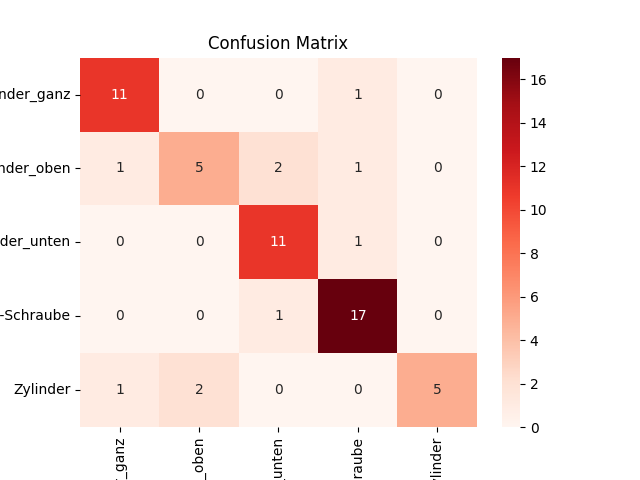 Confusion Matrix
nder_ganz 11 0 0 1 0
nder_oben 1 5 2 1 0
der_unten 0 0 11 1 0
-Schraube 0 0 1 17 0
Zylinder 1 2 0 0 5
_ganz
_oben
_unten
raube
ylinder
16
14
12
10
8
6
4
2
0